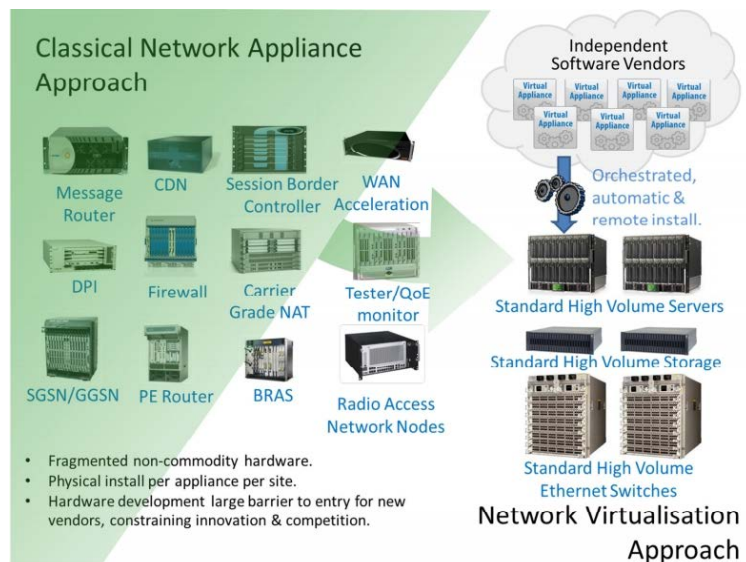 Classical Network Appliance
Approach
Message
Router
CDN
Session Border
Controller
WAN
Acceleration
DPI
Firewall
Carrier
Grade NAT
Tester/QoE
monitor
SGSN/GGSN
PE Router
BRAS
Radio Access
Network Nodes
• Fragmented non-commodity hardware.
• Physical install per appliance per site.
• Hardware development large barrier to entry for new
vendors, constraining innovation & competition.
Independent
Software Vendors
Virtual
Appliance
Virtual
Appliance
Virtual
Appliance
Virtual
Appliance
Virtual
Appliance
Virtual
Appliance
Virtual
Appliance
Orchestrated,
automatic &
remote install.
Standard High Volume Servers
Standard High Volume Storage
Standard High Volume
Ethernet Switches
Network Virtualisation
Approach